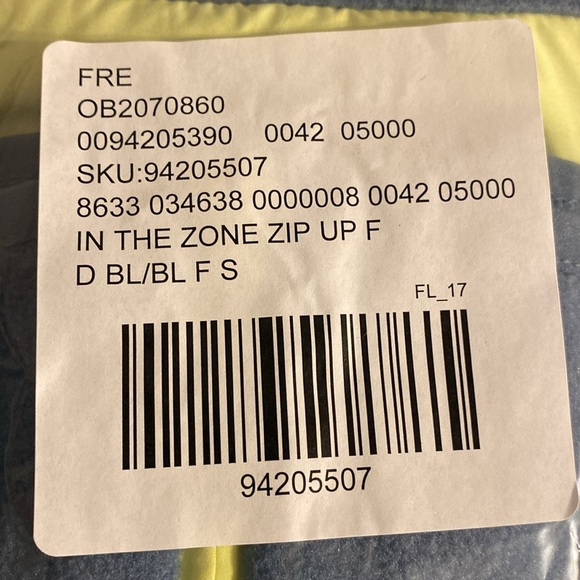 FRE
OB2070860
0094205390 0042 05000
SKU:94205507
8633 034638 0000008 0042 05000
IN THE ZONE ZIP UP F
D BL/BL F S
FL_17
94205507